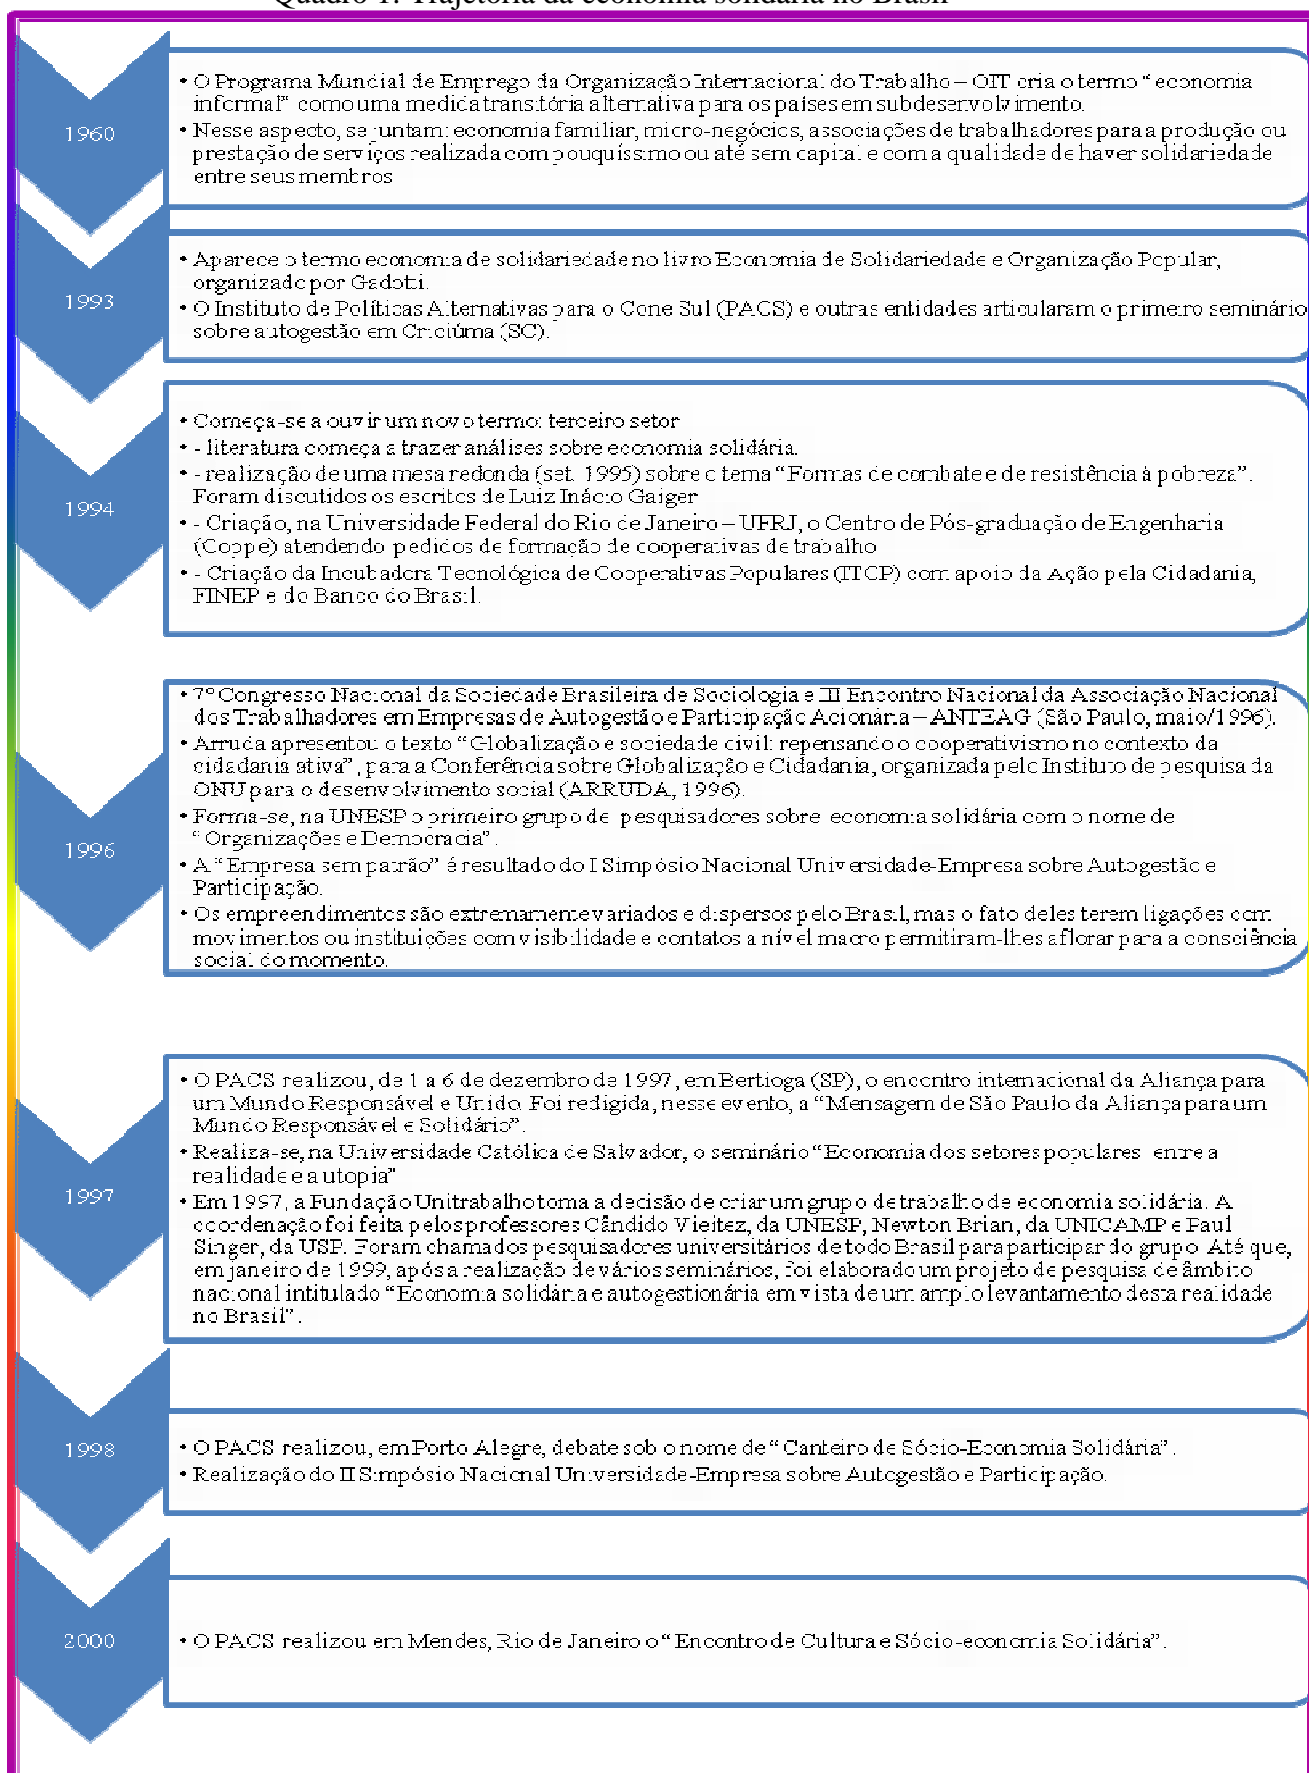 Quadro 1: Trajetória da economia solidária no Brasil
1960
• O Programa Mundial de Emprego da Organização Internacional do Trabalho – OIT cria o termo “economia
informal” como uma medida transitória alternativa para os países em subdesenvolvimento.
• Nesse aspecto, se juntam: economia familiar, micro-negócios, associações de trabalhadores para a produção ou
prestação de serviços realizada com pouquíssimo ou até sem capital e com a qualidade de haver solidariedade
entre seus membros
1993
• Aparece o termo economia de solidariedade no livro Economia de Solidariedade e Organização Popular,
organizado por Gadotti.
• O Instituto de Políticas Alternativas para o Cone Sul (PACS) e outras entidades articularam o primeiro seminário
sobre autogestão em Criciúma (SC).
1994
• Começa-se a ouvir um novo termo: terceiro setor
• - literatura começa a trazer análises sobre economia solidária.
• - realização de uma mesa redonda (set. 1995) sobre o tema “Formas de combate e de resistência à pobreza”.
Foram discutidos os escritos de Luiz Inácio Gaiger
• - Criação, na Universidade Federal do Rio de Janeiro – UFRJ, o Centro de Pós-graduação de Engenharia
(Coppe) atendendo pedidos de formação de cooperativas de trabalho
• - Criação da Incubadora Tecnológica de Cooperativas Populares (ITCP) com apoio da Ação pela Cidadania,
FINEP e do Banco do Brasil.
1996
• 7º Congresso Nacional da Sociedade Brasileira de Sociologia e III Encontro Nacional da Associação Nacional
dos Trabalhadores em Empresas de Autogestão e Participação Acionária – ANTEAG (São Paulo, maio/1996).
• Arruda apresentou o texto “Globalização e sociedade civil: repensando o cooperativismo no contexto da
cidadania ativa”, para a Conferência sobre Globalização e Cidadania, organizada pelo Instituto de pesquisa da
ONU para o desenvolvimento social (ARRUDA, 1996).
• Forma-se, na UNESP o primeiro grupo de pesquisadores sobre economia solidária com o nome de
“Organizações e Democracia”.
• A “Empresa sem patrão” é resultado do I Simpósio Nacional Universidade-Empresa sobre Autogestão e
Participação.
• Os empreendimentos são extremamente variados e dispersos pelo Brasil, mas o fato deles terem ligações com
movimentos ou instituições com visibilidade e contatos a nível macro permitiram-lhes aflorar para a consciência
social do momento.
1997
• O PACS realizou, de 1 a 6 de dezembro de 1997, em Bertioga (SP), o encontro internacional da Aliança para
um Mundo Responsável e Unido. Foi redigida, nesse evento, a “Mensagem de São Paulo da Aliança para um
Mundo Responsável e Solidário”.
• Realiza-se, na Universidade Católica de Salvador, o seminário “Economia dos setores populares: entre a
realidade e a utopia”
• Em 1997, a Fundação Unitrabalho toma a decisão de criar um grupo de trabalho de economia solidária. A
coordenação foi feita pelos professores Cândido Vieitez, da UNESP, Newton Brian, da UNICAMP e Paul
Singer, da USP. Foram chamados pesquisadores universitários de todo Brasil para participar do grupo. Até que,
em janeiro de 1999, após a realização de vários seminários, foi elaborado um projeto de pesquisa de âmbito
nacional intitulado “Economia solidária e autogestionária em vista de um amplo levantamento desta realidade
no Brasil”.
1998
• O PACS realizou, em Porto Alegre, debate sob o nome de “Canteiro de Sócio-Economia Solidária”.
• Realização do II Simpósio Nacional Universidade-Empresa sobre Autogestão e Participação.
2000
• O PACS realizou em Mendes, Rio de Janeiro o “Encontro de Cultura e Sócio-economia Solidária”.